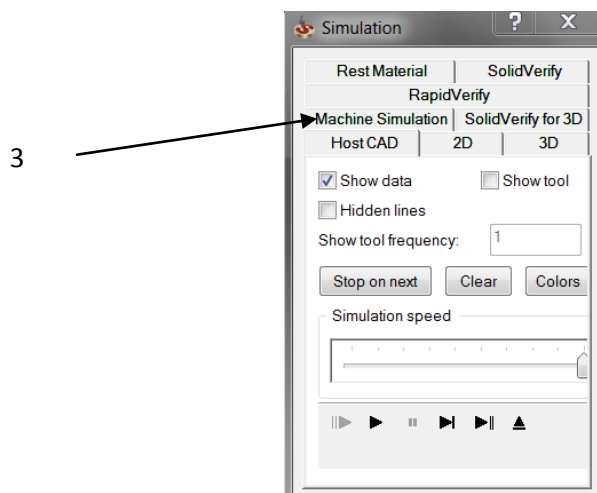 Simulation ? X
Rest Material SolidVerify
RapidVerify
Machine Simulation SolidVerify for 3D
3
Host CAD 2D 3D
Show data Show tool
Hidden lines
Show tool frequency: 1
Stop on next Clear Colors
Simulation speed